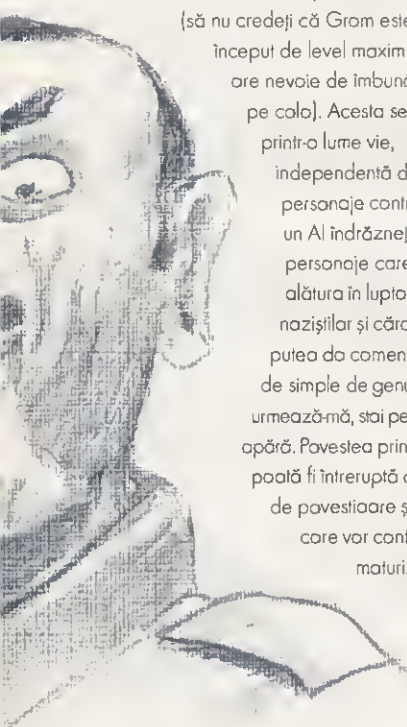 (să nu credeți că Grom este
început de level maxim
are nevoie de îmbună
pe cala). Acesta se
printr-o lume vie,
independentă d
personaje contr
un AI îndrăzneț
personaje care
alătura în lupta
naziștilor și căro
putea da comen
de simple de genu
urmează-mă, stai pe
apără. Povestea prin
poată fi întreruptă d
de povestioare ș
care vor cont
maturi.